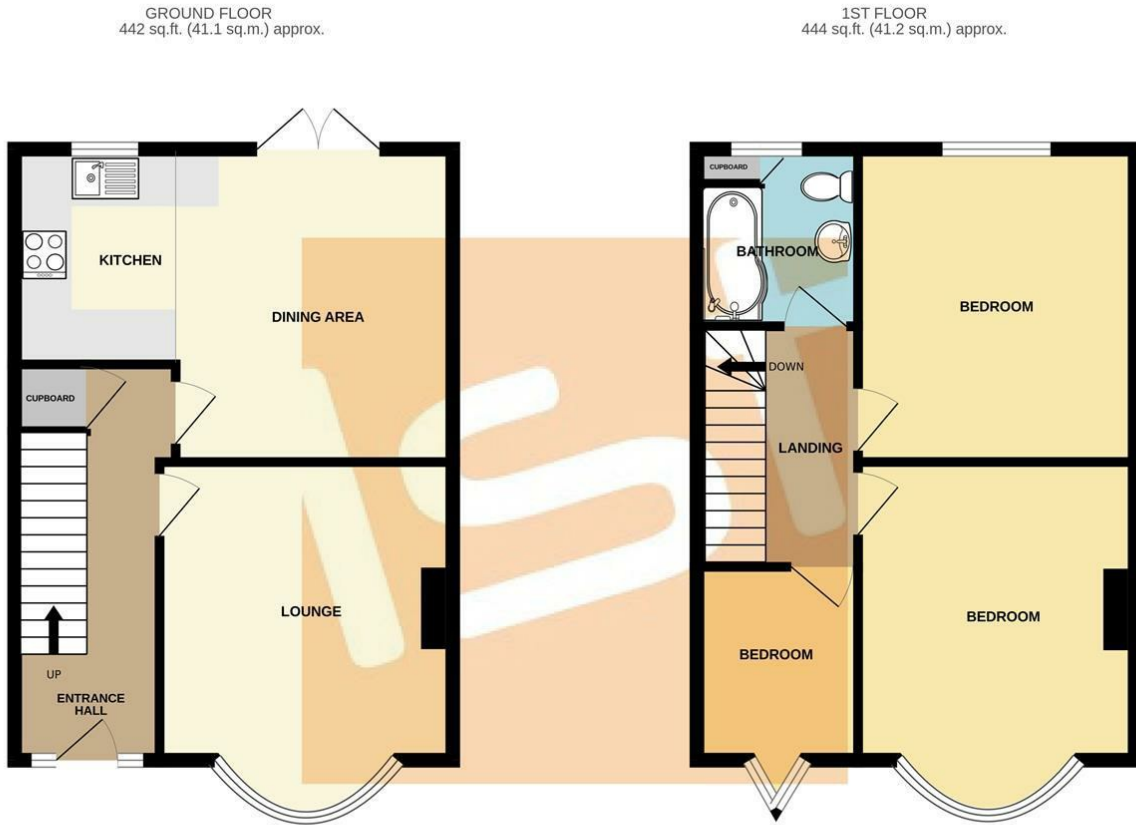 GROUND FLOOR
442 sq.ft. (41.1 sq.m.) approx.
1ST FLOOR
444 sq.ft. (41.2 sq.m.) approx.
KITCHEN
DINING AREA
CUPBOARD
LOUNGE
UP
ENTRANCE
HALL
CUPBOARD
BATHROOM
BEDROOM
DOWN
LANDING
BEDROOM
BEDROOM